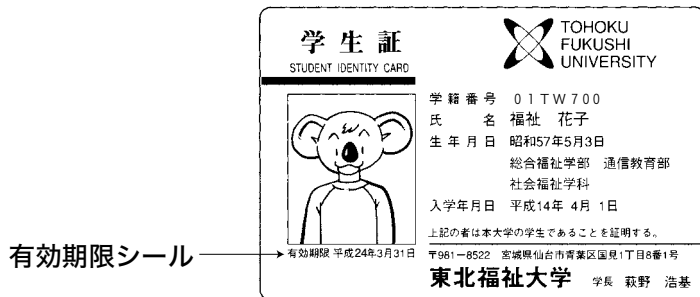 学生証
STUDENT IDENTITY CARD
TOHOKU
FUKUSHI
UNIVERSITY
学籍番号 01TW700
氏名 福祉 花子
生年月日 昭和57年5月3日
総合福祉学部 通信教育部
社会福祉学科
入学年月日 平成14年 4月 1日
上記の者は本大学の学生であることを証明する。
有効期限シール
有効期限 平成24年3月31日
〒981-8522 宮城県仙台市青葉区国見1丁目8番1号
東北福祉大学 学長 萩野 浩基